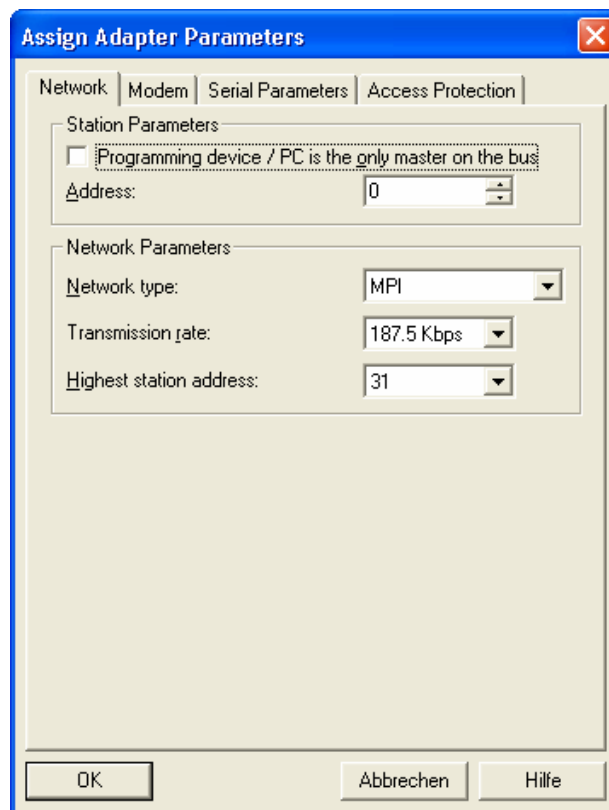 Assign Adapter Parameters
Network Modem Serial Parameters Access Protection
Station Parameters
Programming device / PC is the only master on the bus
Address: 0
Network Parameters
Network type: MPI
Transmission rate: 187.5 Kbps
Highest station address: 31
OK Abbrechen Hilfe